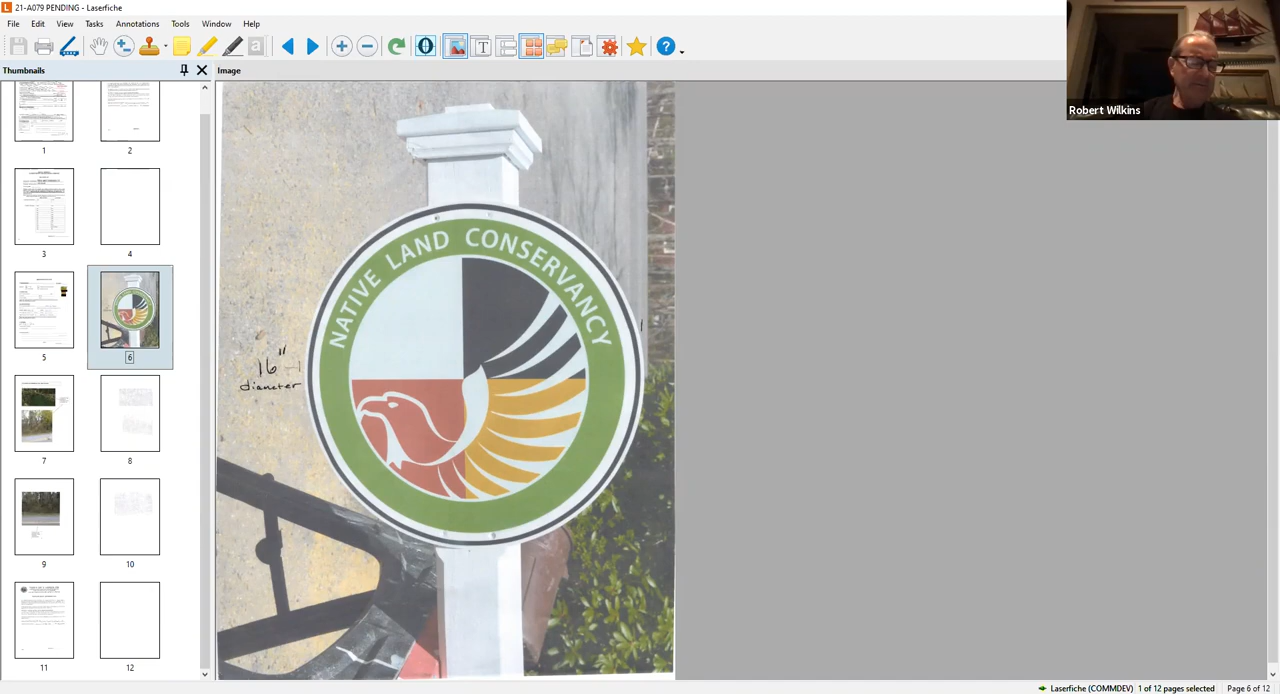 21-A079 PENDING - Laserfiche
File Edit View Tasks Annotations Tools Window Help
Thumbnails
Image
Robert Wilkins
1
2
3
4
5
6
7
8
9
10
11
12
NATIVE LAND CONSERVANCY
16"
diameter
Laserfiche (COMMDEV) 1 of 12 pages selected Page 6 of 12